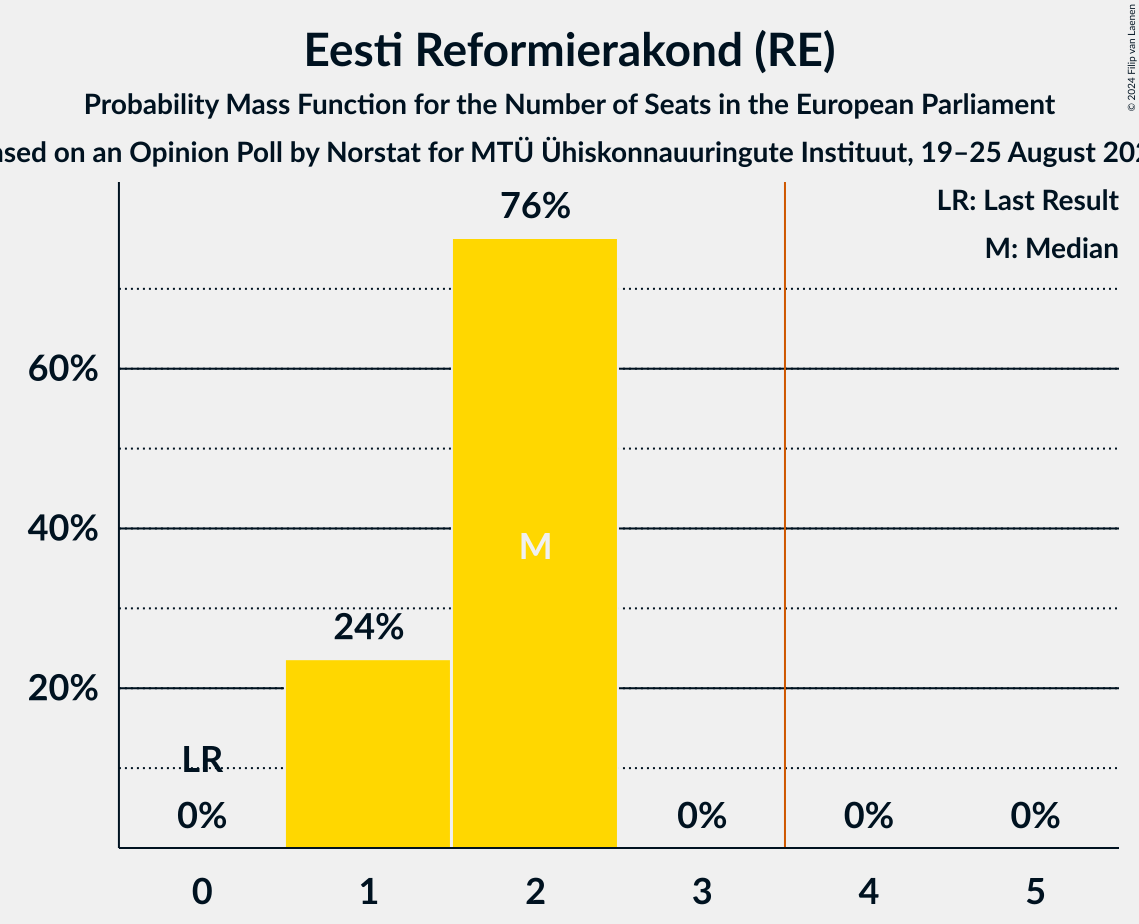 © 2024 Filip van Laenen
Eesti Reformierakond (RE)
Probability Mass Function for the Number of Seats in the European Parliament
on an Opinion Poll by Norstat for MTÜ Ühiskonnauuringute Instituut, 19–25 August
LR: Last Result
M: Median
76%
60%
40%
M
24%
20%
LR
0%
0%
0%
0%
0
1
2
3
4
5